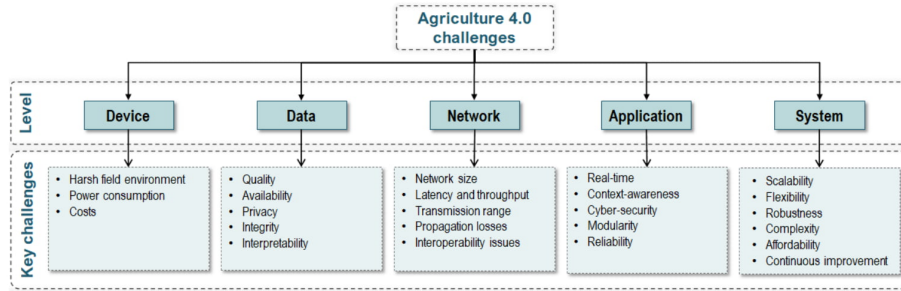 Agriculture 4.0
challenges
Level
Device
Data
Network
Application
System
Key challenges
• Harsh field environment
• Power consumption
• Costs
• Quality
• Availability
• Privacy
• Integrity
• Interpretability
• Network size
• Latency and throughput
• Transmission range
• Propagation losses
• Interoperability issues
• Real-time
• Context-awareness
• Cyber-security
• Modularity
• Reliability
• Scalability
• Flexibility
• Robustness
• Complexity
• Affordability
• Continuous improvement